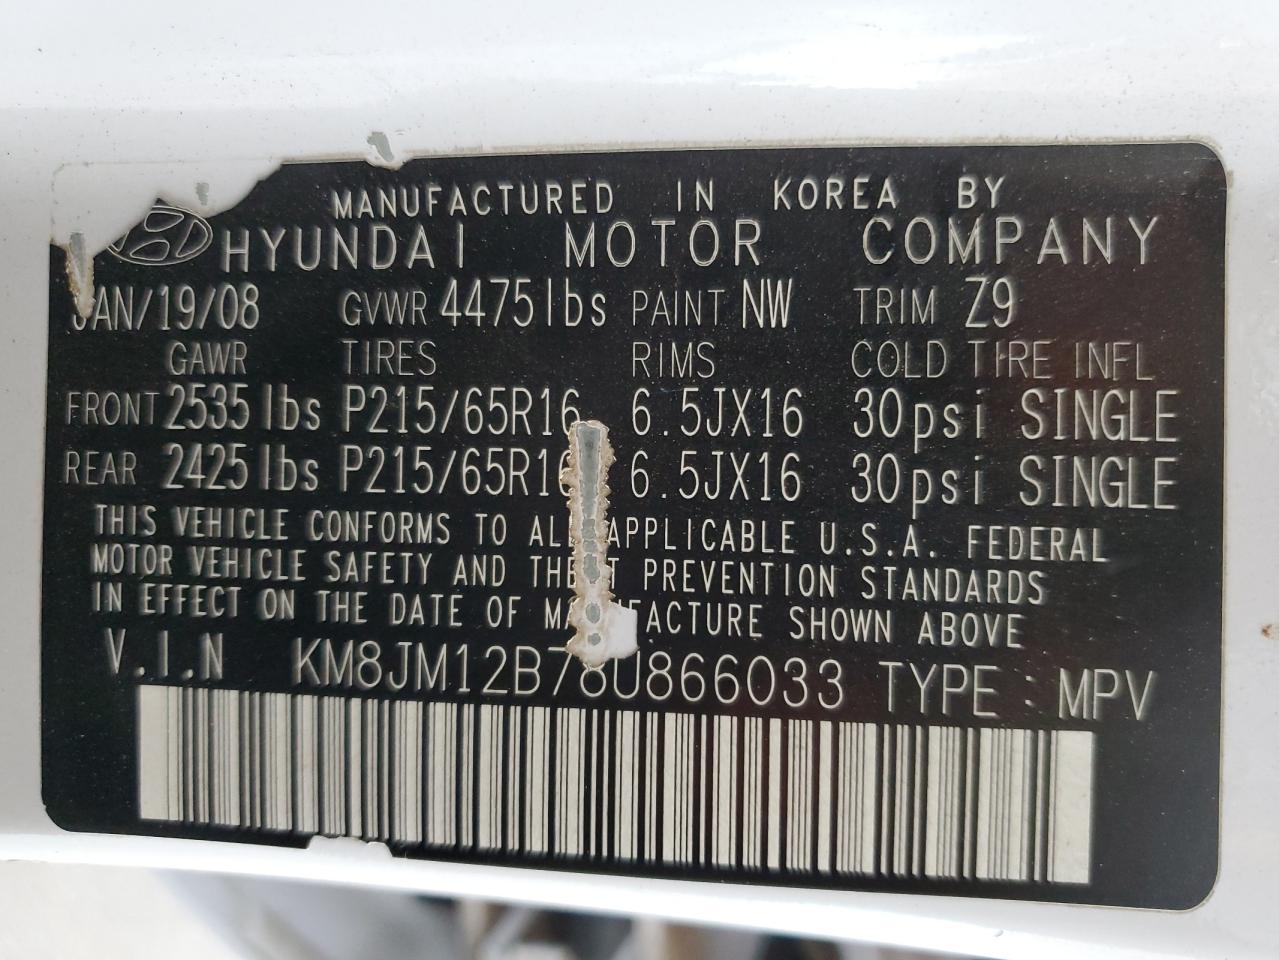 MANUFACTURED IN KOREA BY
HYUNDAI MOTOR COMPANY
JAN/19/08 GVWR 4475lbs PAINT NW TRIM Z9
GAWR TIRES RIMS COLD TIRE INFL
FRONT 2535lbs P215/65R16 6.5JX16 30psi SINGLE
REAR 2425lbs P215/65R16 6.5JX16 30psi SINGLE
THIS VEHICLE CONFORMS TO ALL APPLICABLE U.S.A. FEDERAL
MOTOR VEHICLE SAFETY AND THEFT PREVENTION STANDARDS
IN EFFECT ON THE DATE OF MANUFACTURE SHOWN ABOVE
V.I.N KM8JM12B78U866033 TYPE : MPV